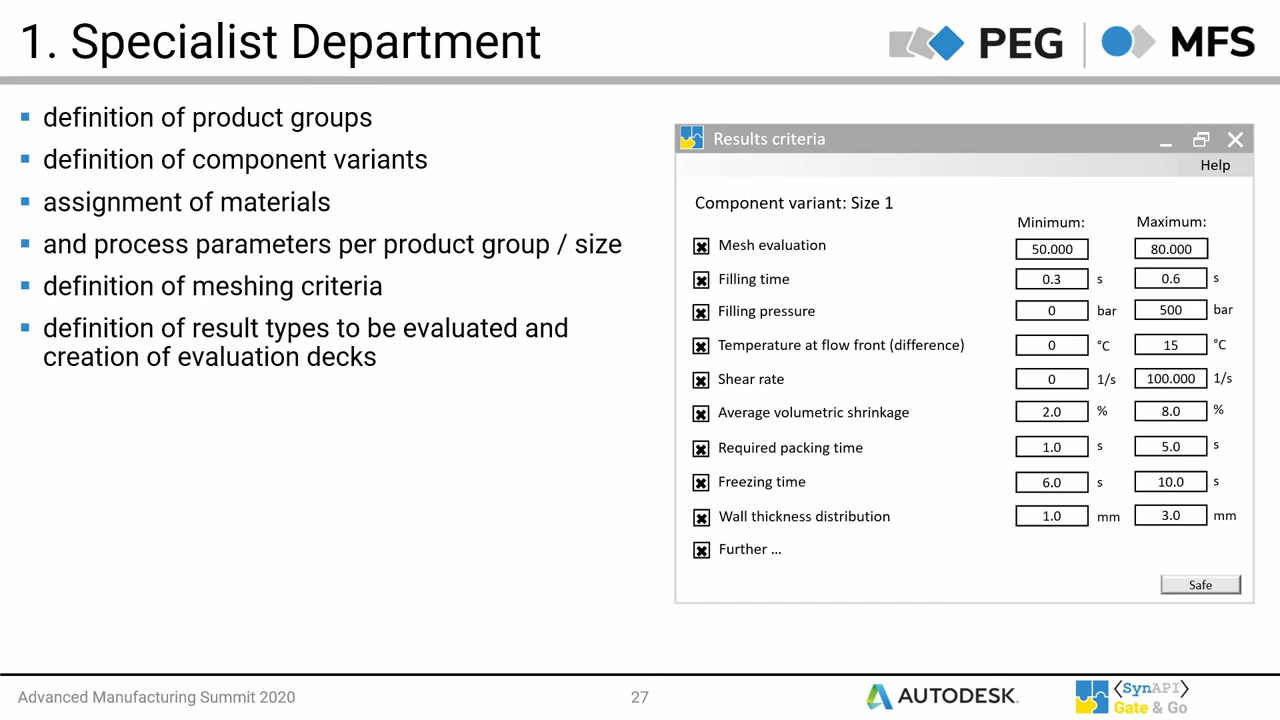 1. Specialist Department
PEG
MFS
definition of product groups
definition of component variants
assignment of materials
and process parameters per product group / size
definition of meshing criteria
definition of result types to be evaluated and
creation of evaluation decks
Results criteria
Help
Component variant: Size 1
Minimum: Maximum:
Mesh evaluation 50.000 80.000
Filling time 0.3 s 0.6 s
Filling pressure 0 bar 500 bar
Temperature at flow front (difference) 0 °C 15 °C
Shear rate 0 1/s 100.000 1/s
Average volumetric shrinkage 2.0 % 8.0 %
Required packing time 1.0 s 5.0 s
Freezing time 6.0 s 10.0 s
Wall thickness distribution 1.0 mm 3.0 mm
Further ...
Safe
Advanced Manufacturing Summit 2020
27
AUTODESK.
⟨SynAPI⟩
Gate & Go